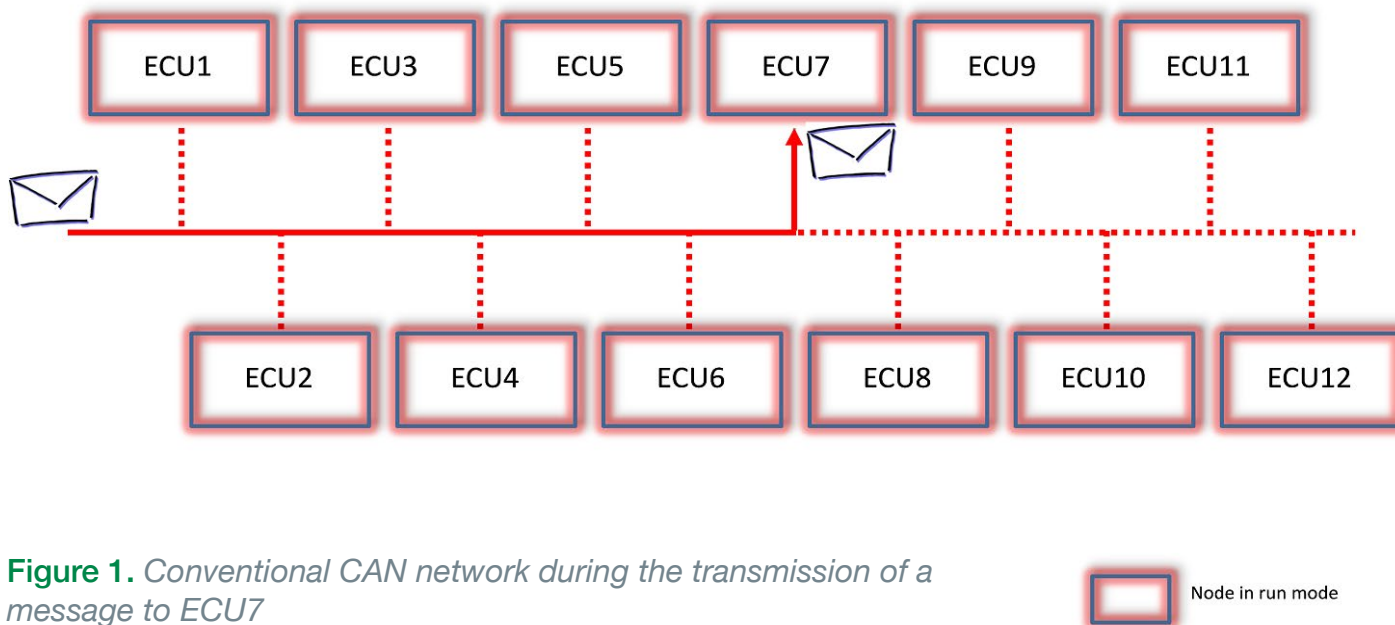 ECU1 ECU3 ECU5 ECU7 ECU9 ECU11
ECU2 ECU4 ECU6 ECU8 ECU10 ECU12
Figure 1. Conventional CAN network during the transmission of a
message to ECU7
Node in run mode